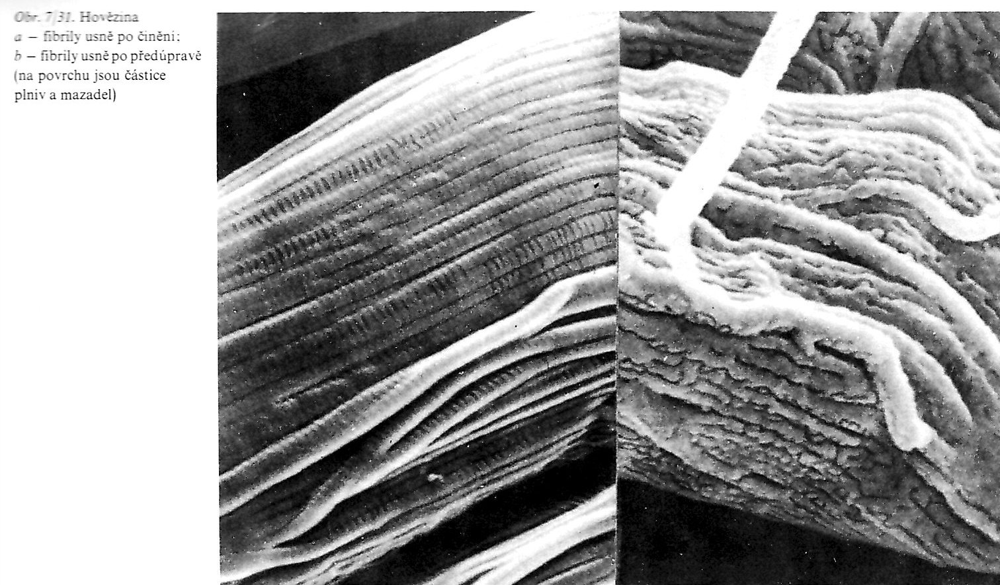 Obr. 7/31. Hovězina
a — fibrily usně po činění;
b — fibrily usně po předúpravě
(na povrchu jsou částice
plniv a mazadel)